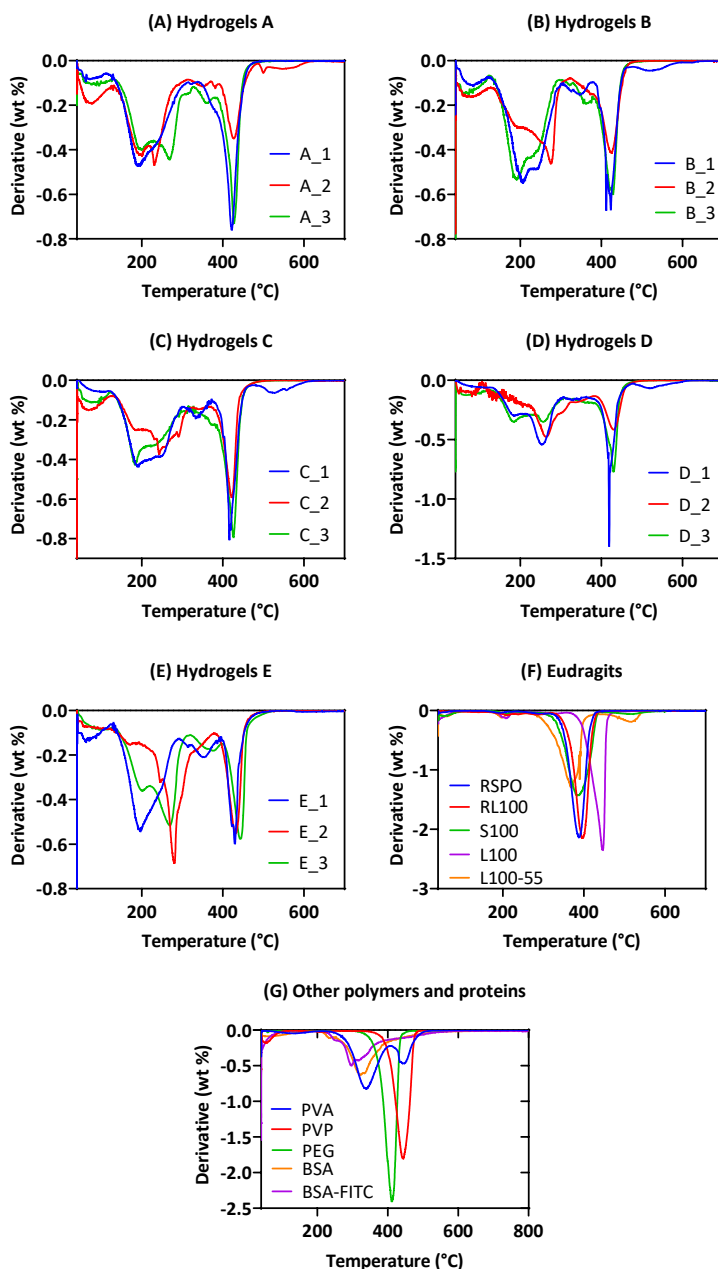 (A) Hydrogels A
0.0
-0.2
-0.4
-0.6
-0.8
Derivative (wt %)
A_1
A_2
A_3
200 400 600
Temperature (°C)
(B) Hydrogels B
0.0
-0.2
-0.4
-0.6
-0.8
Derivative (wt %)
B_1
B_2
B_3
200 400 600
Temperature (°C)
(C) Hydrogels C
0.0
-0.2
-0.4
-0.6
-0.8
Derivative (wt %)
C_1
C_2
C_3
200 400 600
Temperature (°C)
(D) Hydrogels D
0.0
-0.5
-1.0
-1.5
Derivative (wt %)
D_1
D_2
D_3
200 400 600
Temperature (°C)
(E) Hydrogels E
0.0
-0.2
-0.4
-0.6
-0.8
Derivative (wt %)
E_1
E_2
E_3
200 400 600
Temperature (°C)
(F) Eudragits
0
-1
-2
-3
Derivative (wt %)
RSPO
RL100
S100
L100
L100-55
200 400 600
Temperature (°C)
(G) Other polymers and proteins
0.0
-0.5
-1.0
-1.5
-2.0
-2.5
Derivative (wt %)
PVA
PVP
PEG
BSA
BSA-FITC
200 400 600 800
Temperature (°C)